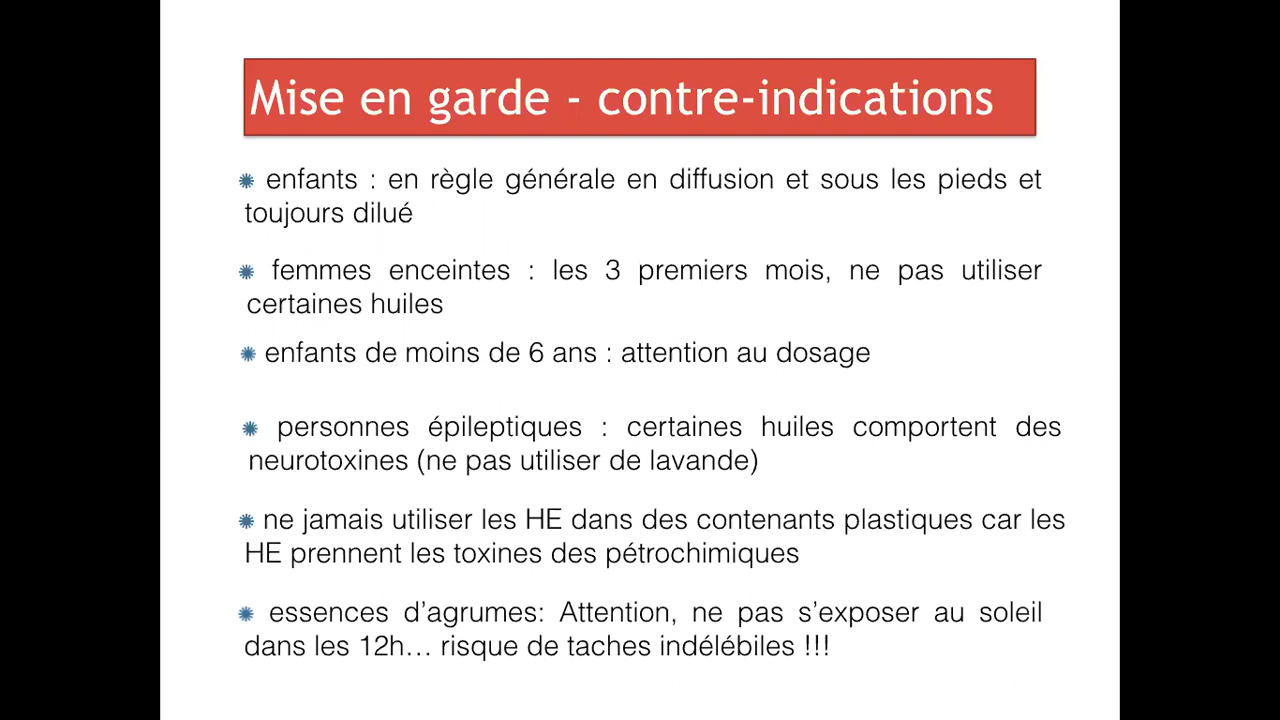 Mise en garde - contre-indications
enfants : en règle générale en diffusion et sous les pieds et
toujours dilué
femmes enceintes : les 3 premiers mois, ne pas utiliser
certaines huiles
enfants de moins de 6 ans : attention au dosage
personnes épileptiques : certaines huiles comportent des
neurotoxines (ne pas utiliser de lavande)
ne jamais utiliser les HE dans des contenants plastiques car les
HE prennent les toxines des pétrochimiques
essences d’agrumes: Attention, ne pas s’exposer au soleil
dans les 12h… risque de taches indélébiles !!!